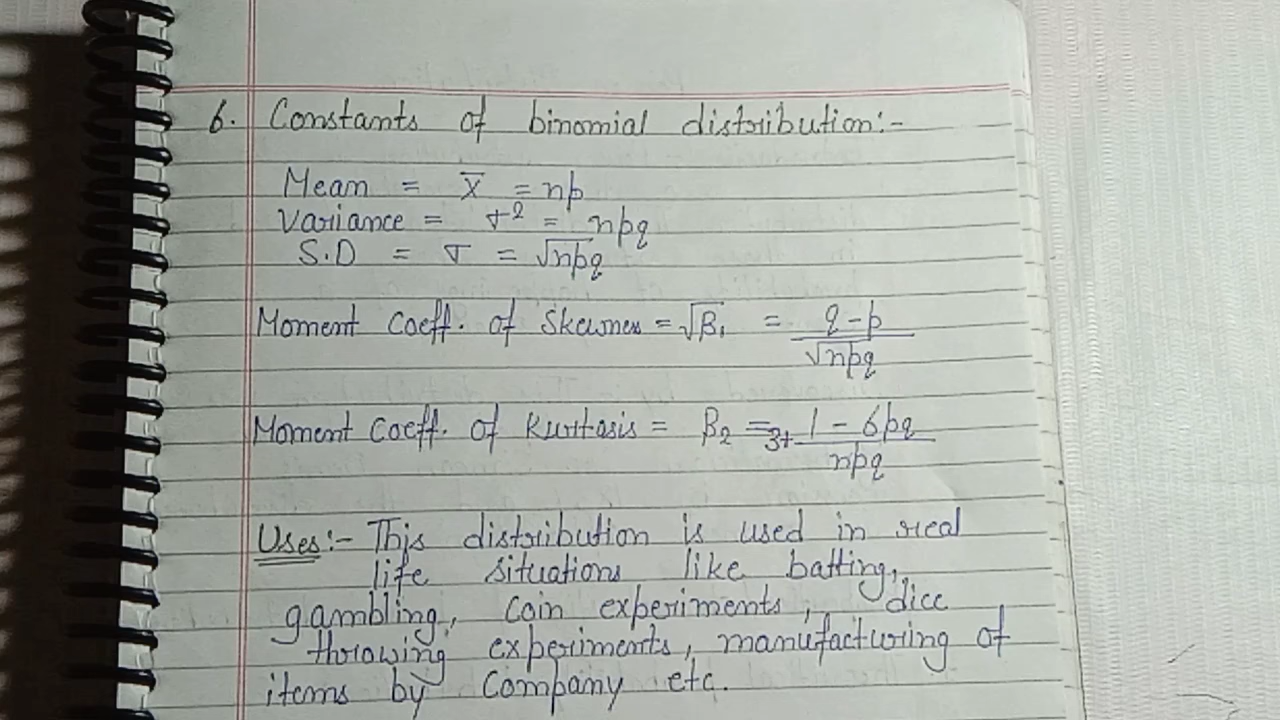 6. Constants of binomial distribution:-
Mean = X̅ = np
Variance = σ² = npq
S.D = σ = √npq
Moment Coeff. of Skewness = √β₁ = (q-p)/√npq
Moment Coeff. of Kurtosis = β₂ = 3+ (1-6pq)/npq
Uses:- This distribution is used in real
life situations like batting,
gambling, coin experiments, dice
throwing experiments, manufacturing of
items by Company etc.